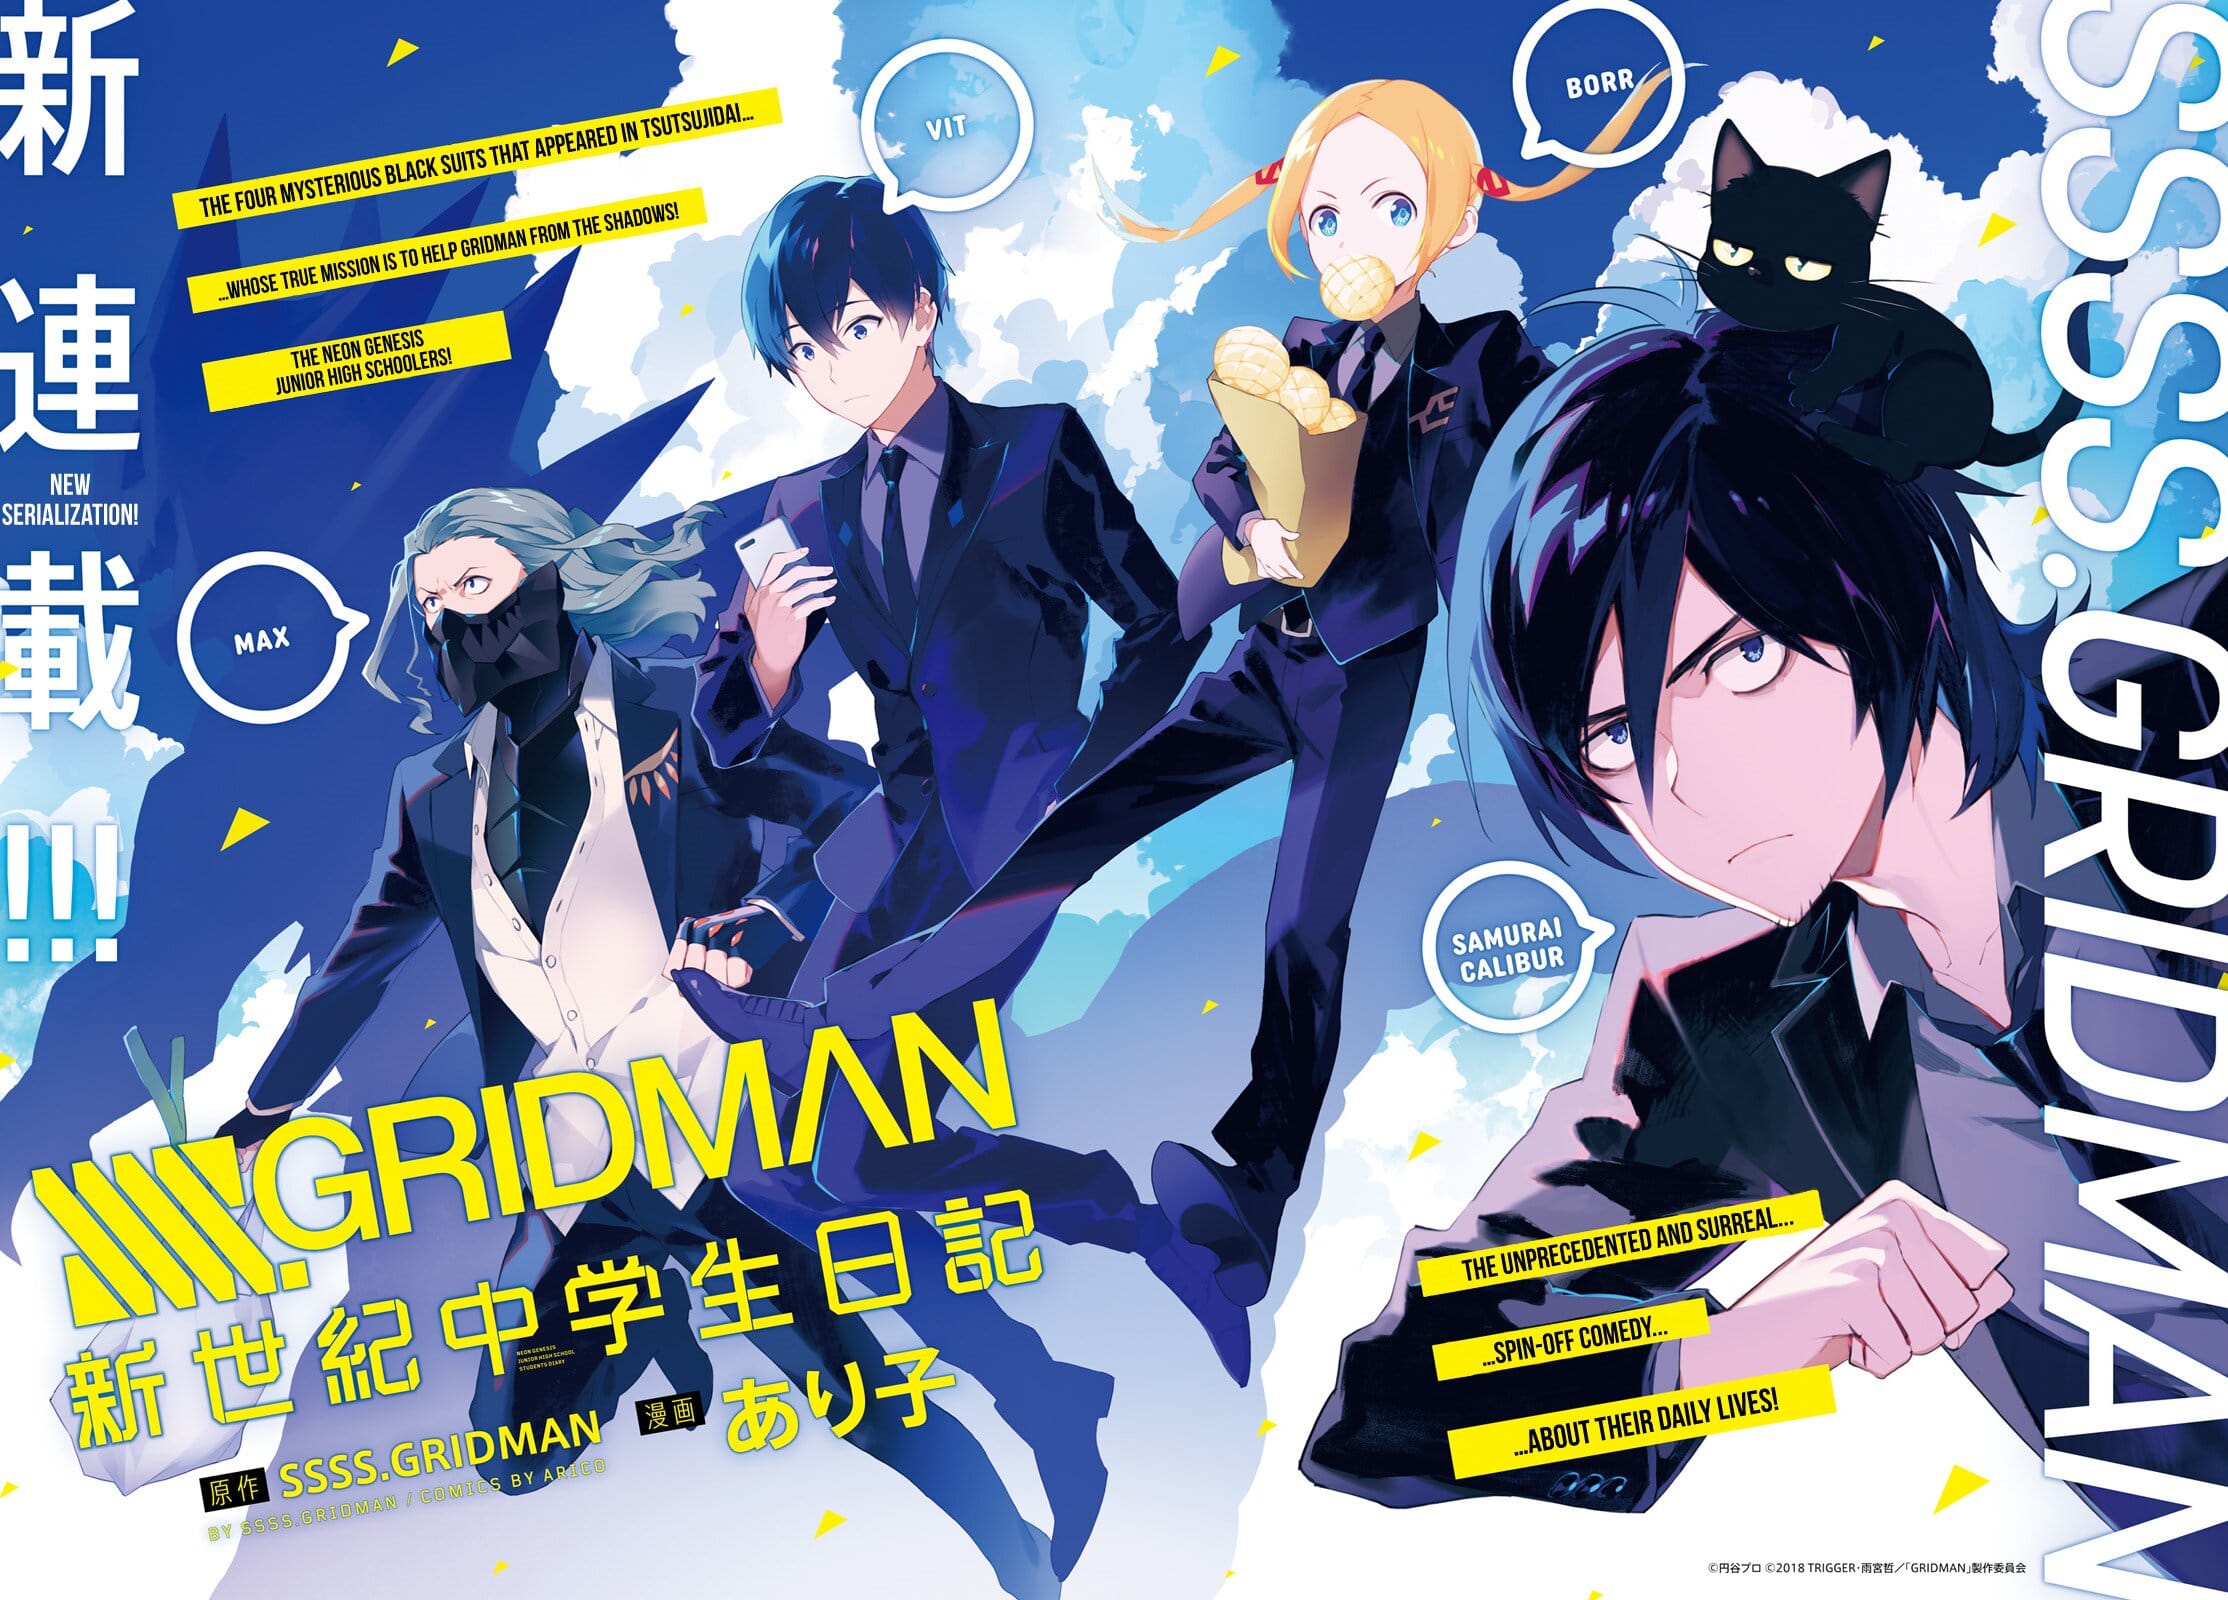 新連載!!!
NEW
SERIALIZATION!
THE FOUR MYSTERIOUS BLACK SUITS THAT APPEARED IN TSUTSUJIDAI...
...WHOSE TRUE MISSION IS TO HELP GRIDMAN FROM THE SHADOWS!
THE NEON GENESIS
JUNIOR HIGH SCHOOLERS!
VIT
BORR
MAX
SAMURAI
CALIBUR
SSSS.GRIDMAN
SSSS.GRIDMAN
新世紀中学生日記
NEON GENESIS
JUNIOR HIGH SCHOOL
STUDENTS DIARY
原作 SSSS.GRIDMAN 漫画 あり子
BY SSSS.GRIDMAN / COMICS BY ARICO
THE UNPRECEDENTED AND SURREAL...
...SPIN-OFF COMEDY...
...ABOUT THEIR DAILY LIVES!
©円谷プロ ©2018 TRIGGER・雨宮哲／「GRIDMAN」製作委員会